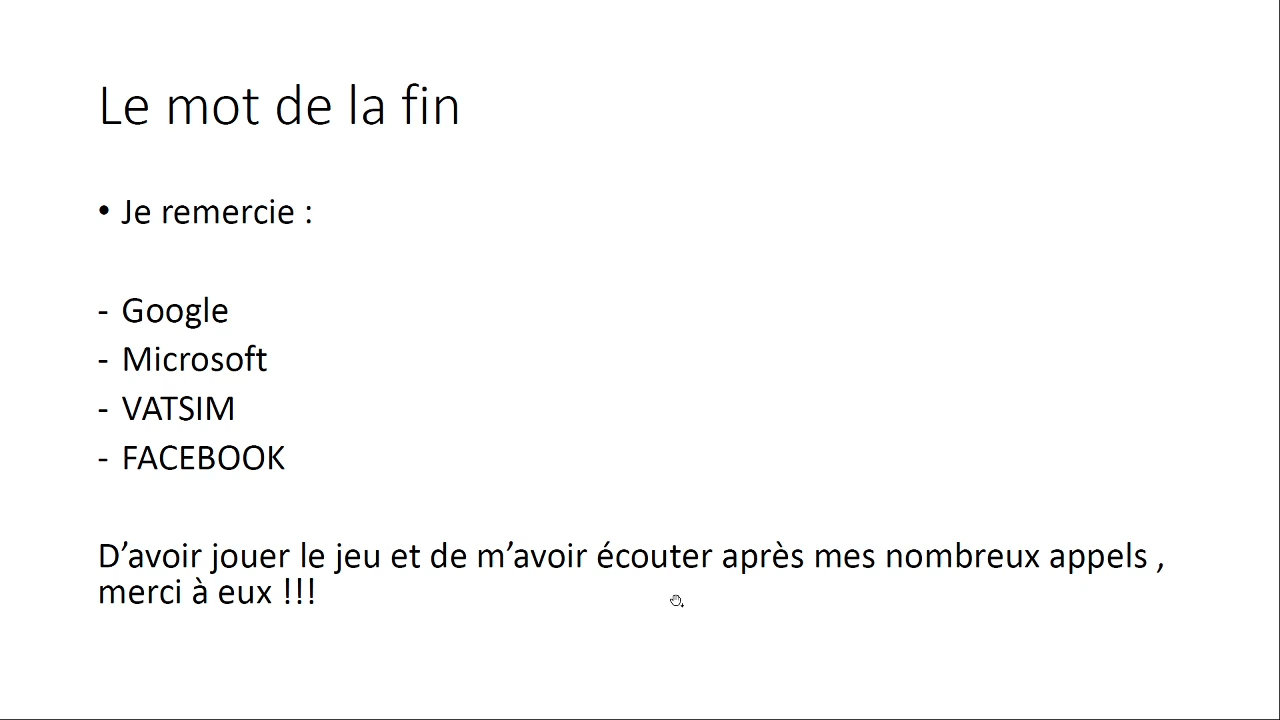 Le mot de la fin
• Je remercie :
- Google
- Microsoft
- VATSIM
- FACEBOOK
D’avoir jouer le jeu et de m’avoir écouter après mes nombreux appels ,
merci à eux !!!